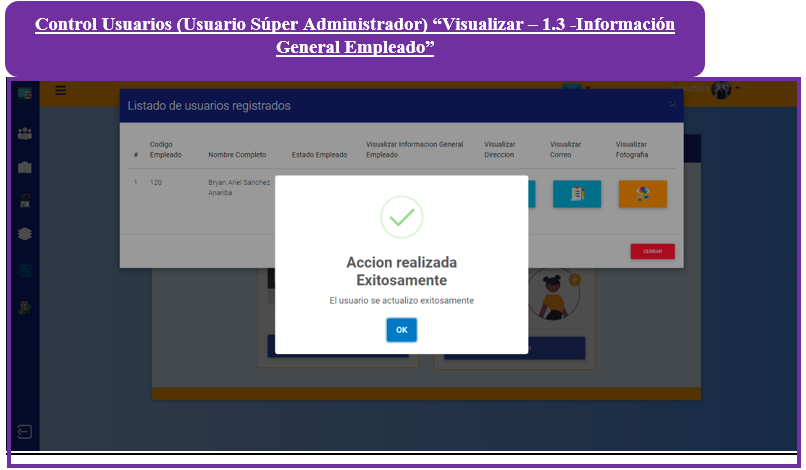 Control Usuarios (Usuario Súper Administrador) “Visualizar – 1.3 -Información
General Empleado”
Listado de usuarios registrados
# Codigo Empleado Nombre Completo Estado Empleado Visualizar Informacion General Empleado Visualizar Direccion Visualizar Correo Visualizar Fotografia
1 120 Bryan Ariel Sanchez
Anariba
Accion realizada
Exitosamente
El usuario se actualizo exitosamente
OK
CERRAR